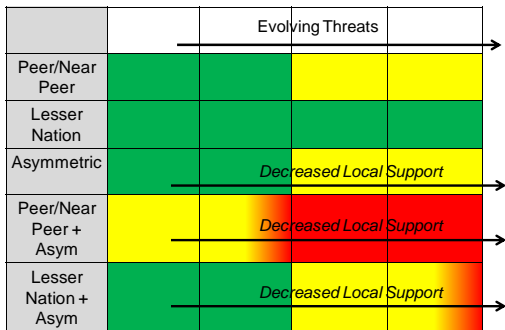 Evolving Threats
Peer/Near
Peer
Lesser
Nation
Asymmetric
Decreased Local Support
Peer/Near
Peer +
Asym
Decreased Local Support
Lesser
Nation +
Asym
Decreased Local Support